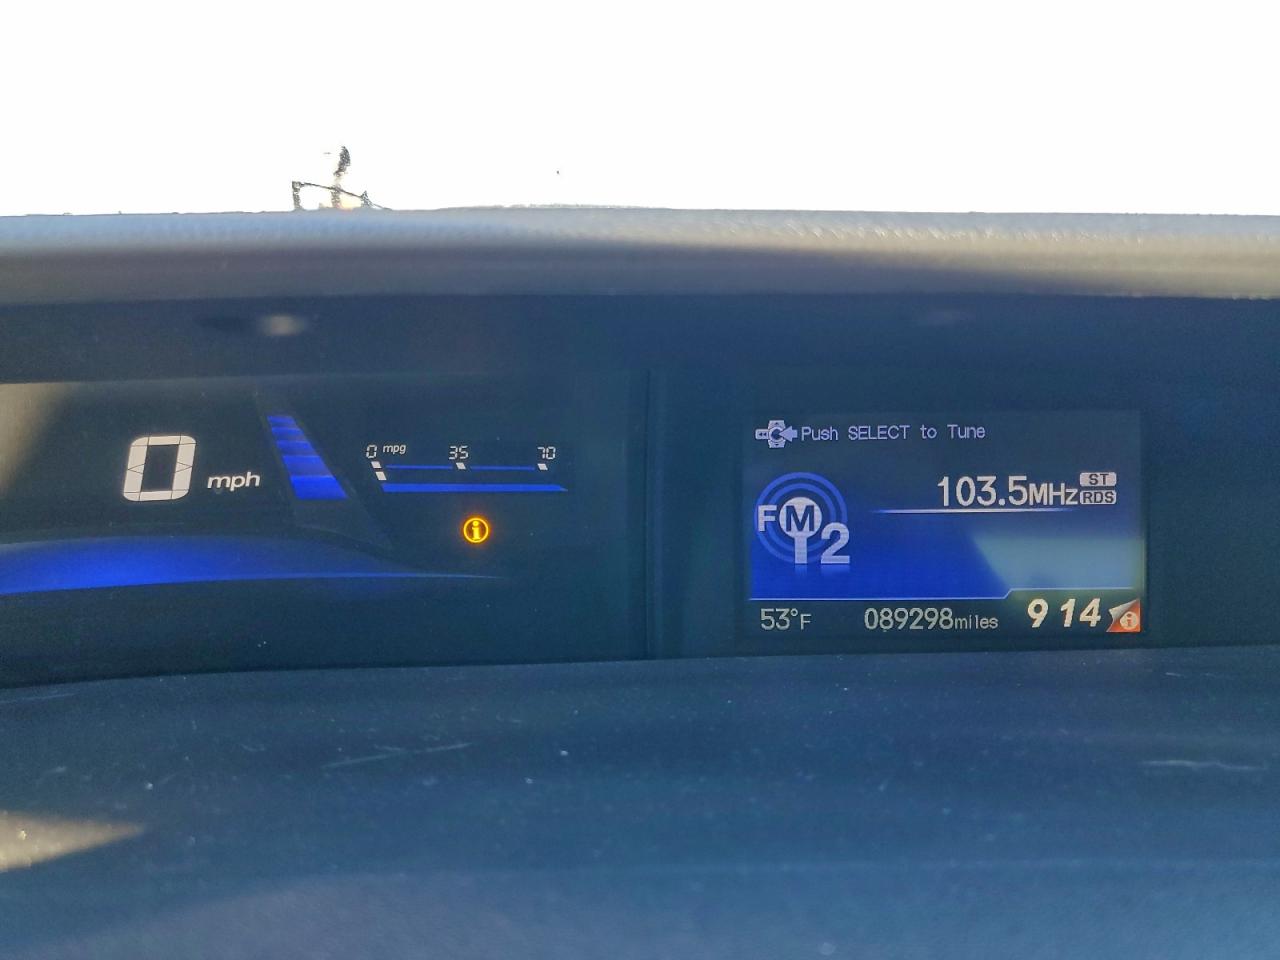 0 mph
0 mpg 35 70
i
Push SELECT to Tune
FM2
103.5MHz ST
RDS
53°F 089298miles 9 14 i